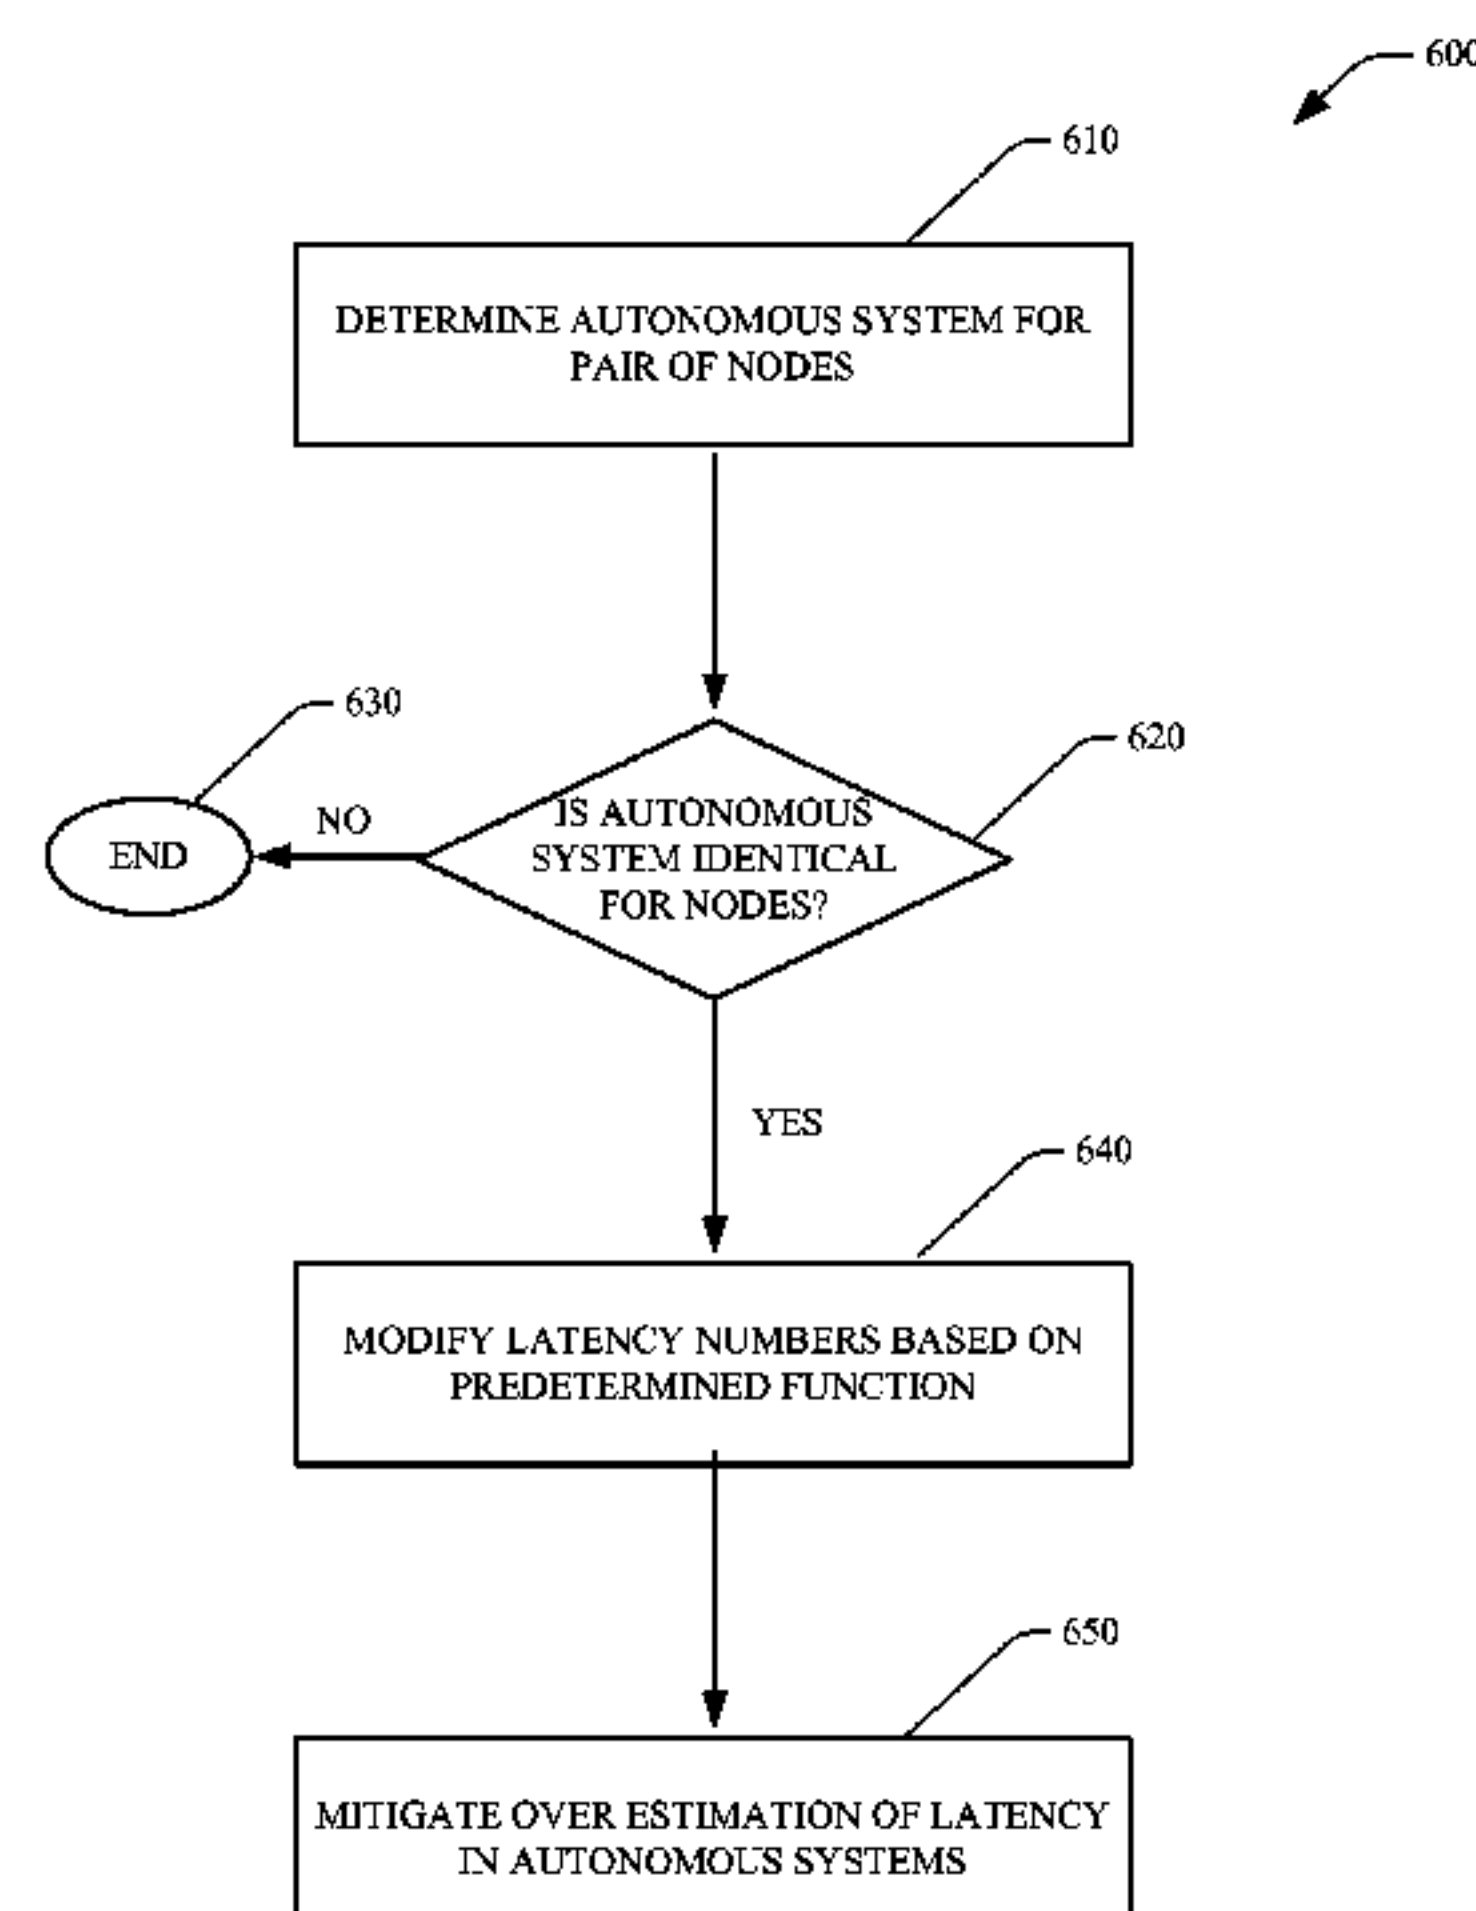 600
610
DETERMINE AUTONOMOUS SYSTEM FOR
PAIR OF NODES
630
620
NO
END
IS AUTONOMOUS
SYSTEM IDENTICAL
FOR NODES?
YES
640
MODIFY LATENCY NUMBERS BASED ON
PREDETERMINED FUNCTION
650
MITIGATE OVER ESTIMATION OF LATENCY
IN AUTONOMOUS SYSTEMS